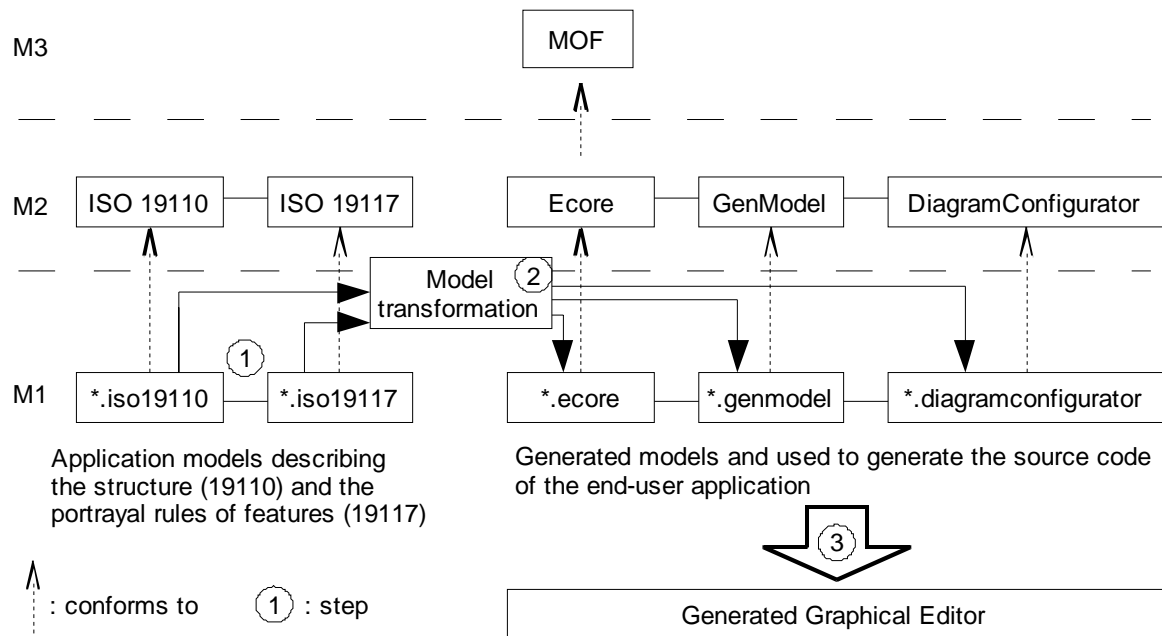 M3
MOF
M2
ISO 19110
ISO 19117
Ecore
GenModel
DiagramConfigurator
Model
transformation
2
1
M1
*.iso19110
*.iso19117
*.ecore
*.genmodel
*.diagramconfigurator
Application models describing
the structure (19110) and the
portrayal rules of features (19117)
Generated models and used to generate the source code
of the end-user application
3
: conforms to
1 : step
Generated Graphical Editor